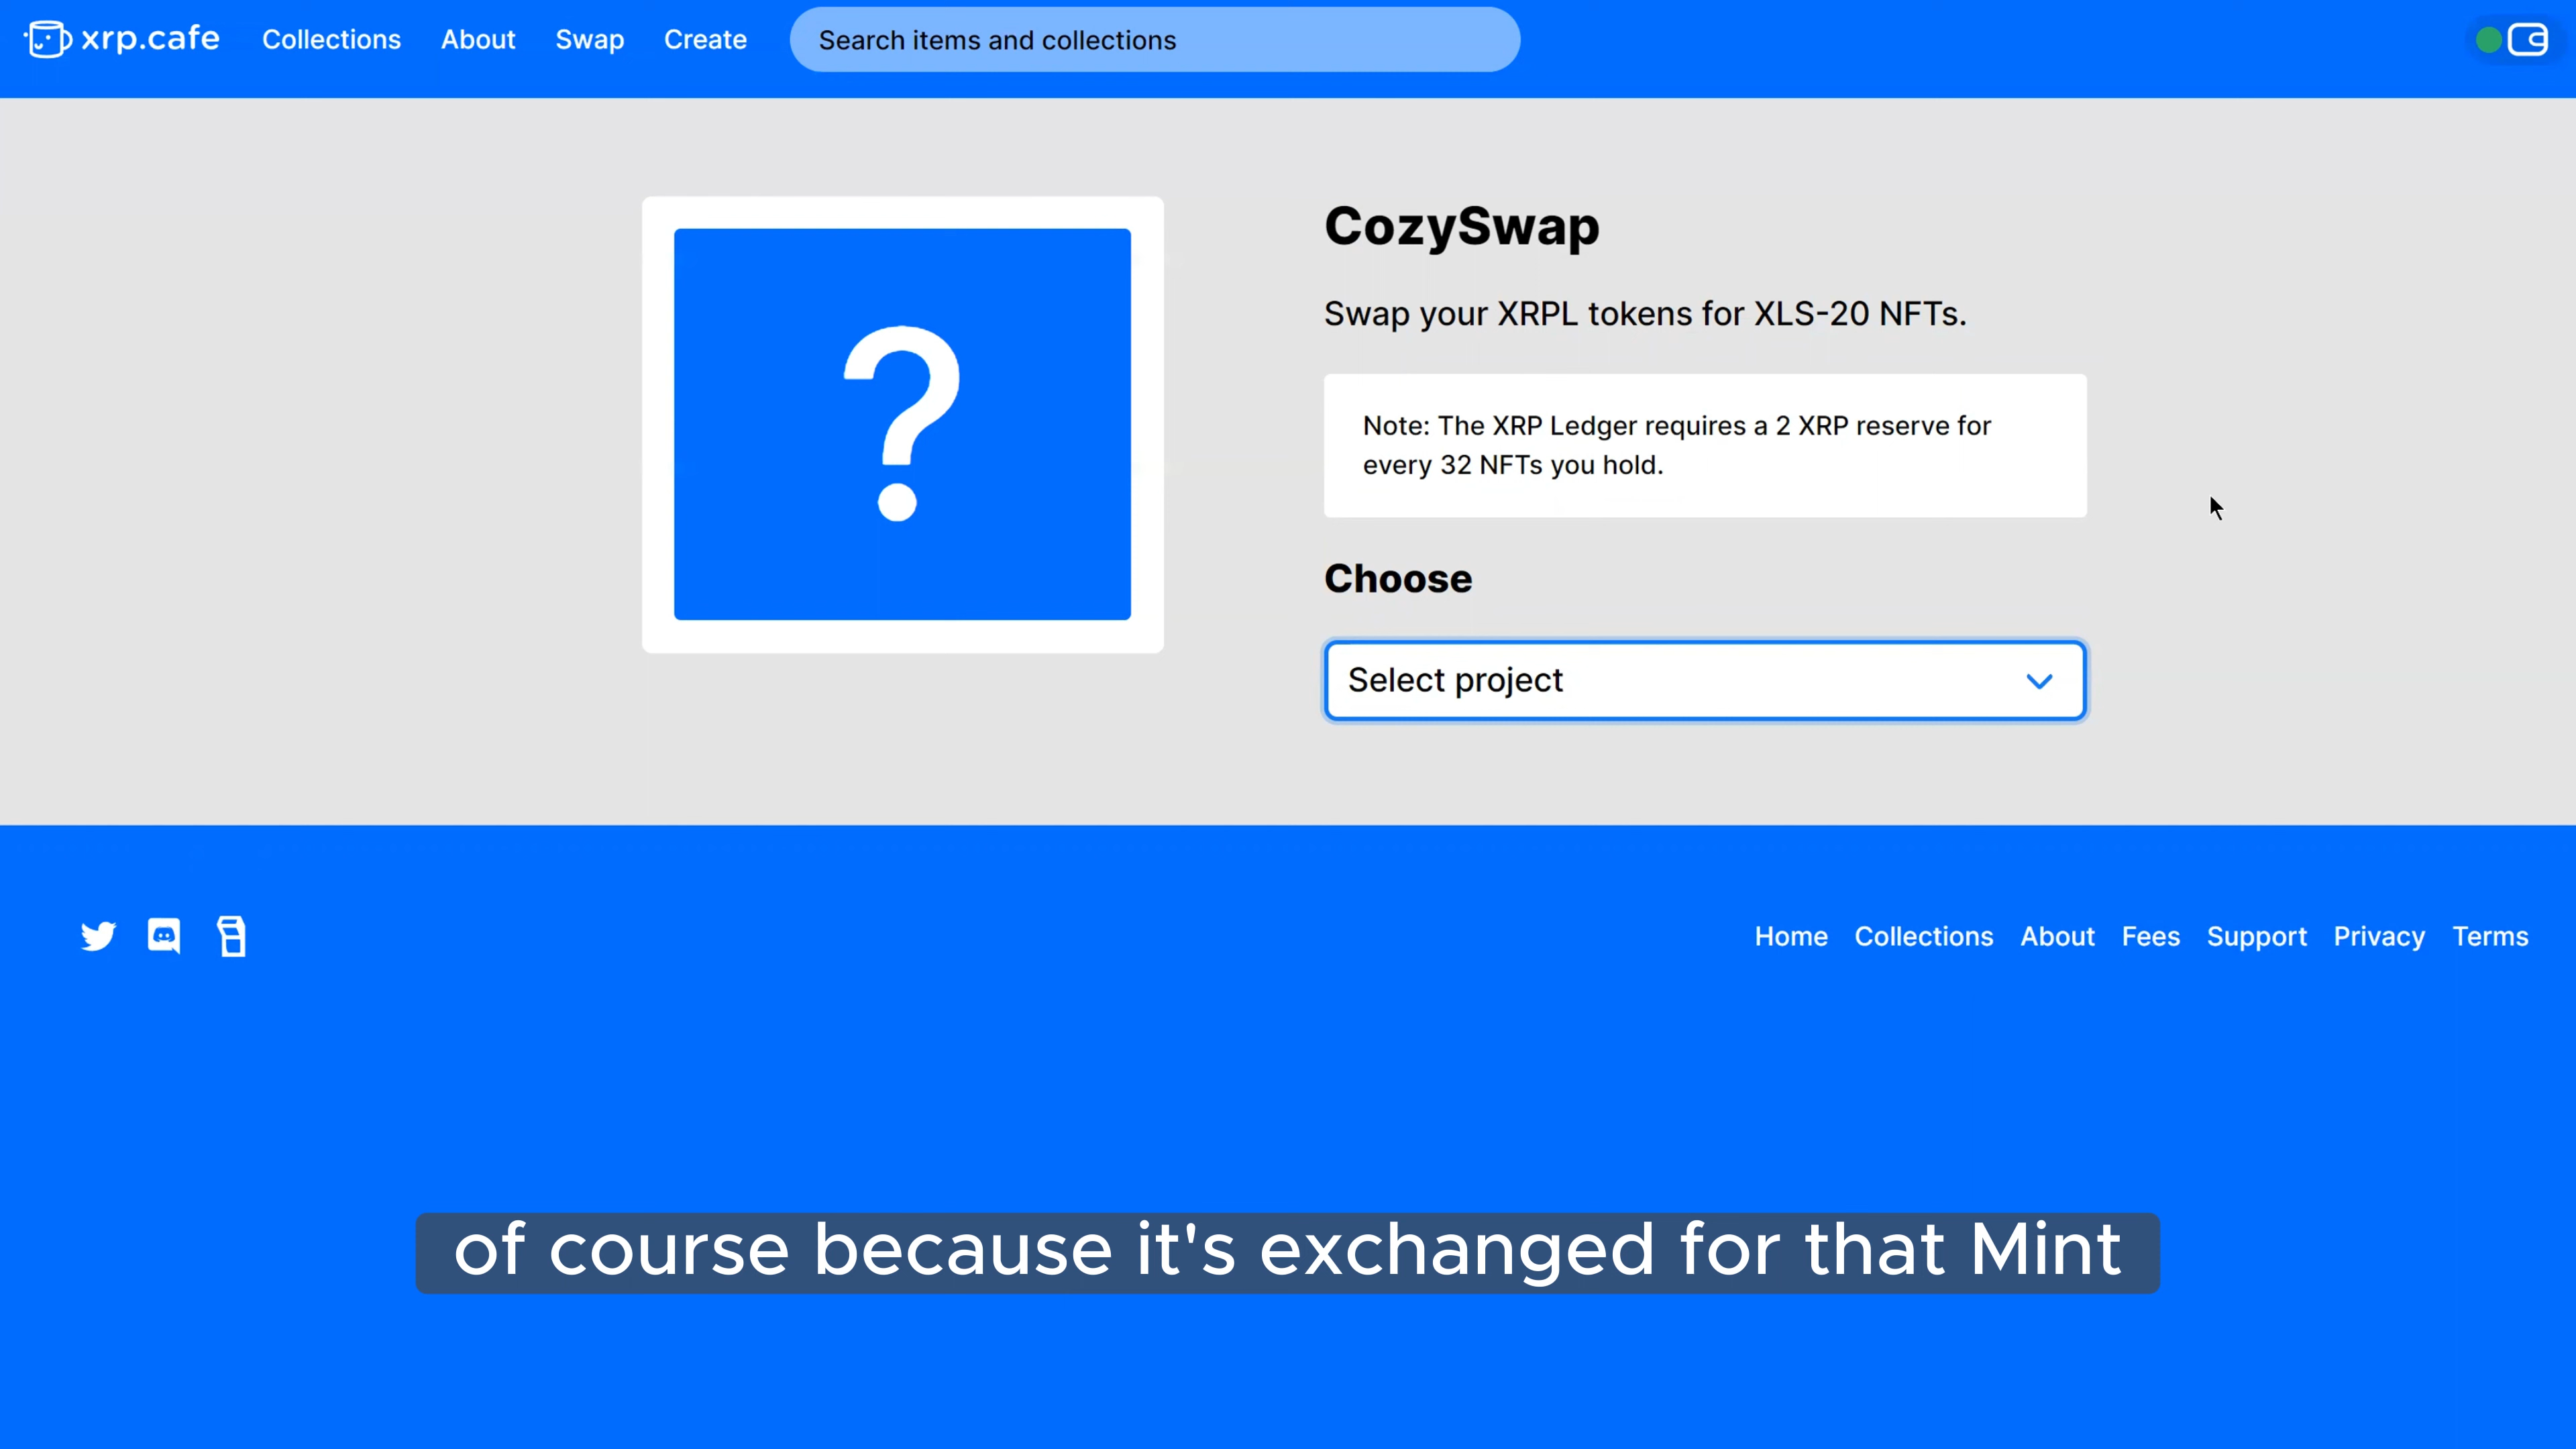 xrp.cafe Collections About Swap Create Search items and collections
CozySwap
Swap your XRPL tokens for XLS-20 NFTs.
Note: The XRP Ledger requires a 2 XRP reserve for
every 32 NFTs you hold.
?
Choose
Select project
Home Collections About Fees Support Privacy Terms
of course because it's exchanged for that Mint